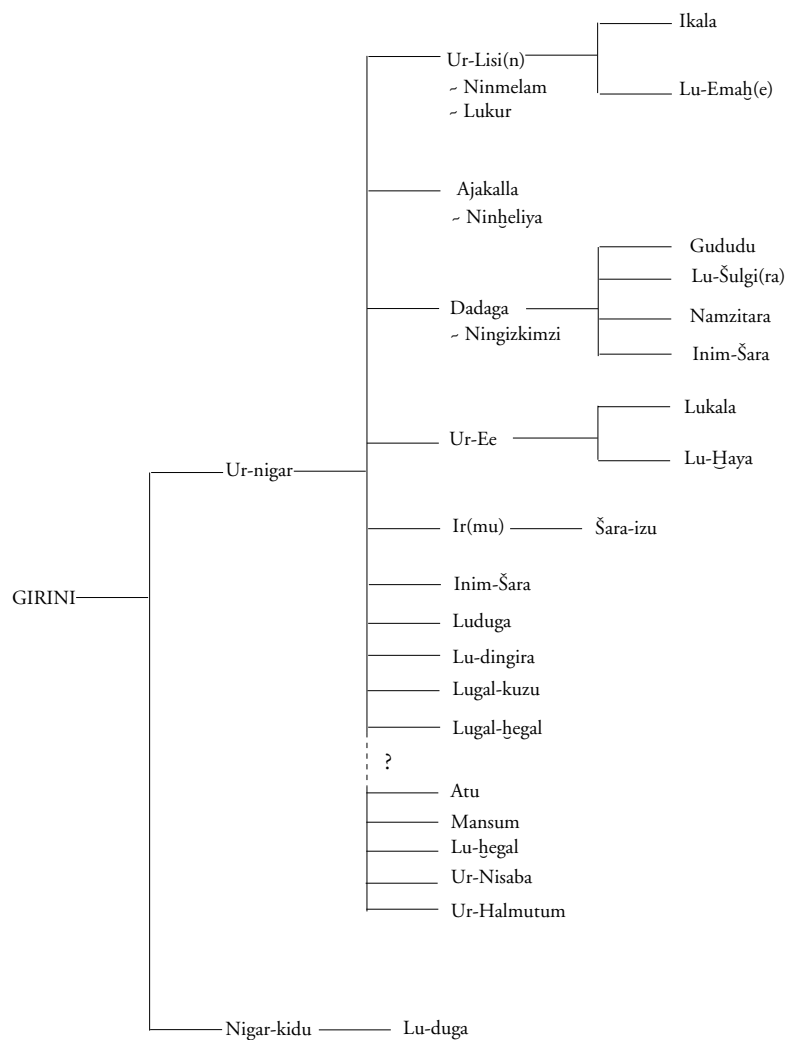 Ikala
Ur-Lisi(n)
Lu-Emaḫ(e)
~ Ninmelam
~ Lukur
Ajakalla
~ Ninḫeliya
Gududu
Lu-Šulgi(ra)
Dadaga
Namzitara
~ Ningizkimzi
Inim-Šara
Lukala
Ur-Ee
Lu-Ḫaya
Ur-nigar
Ir(mu)
Šara-izu
Inim-Šara
GIRINI
Luduga
Lu-dingira
Lugal-kuzu
Lugal-ḫegal
?
Atu
Mansum
Lu-ḫegal
Ur-Nisaba
Ur-Halmutum
Nigar-kidu
Lu-duga